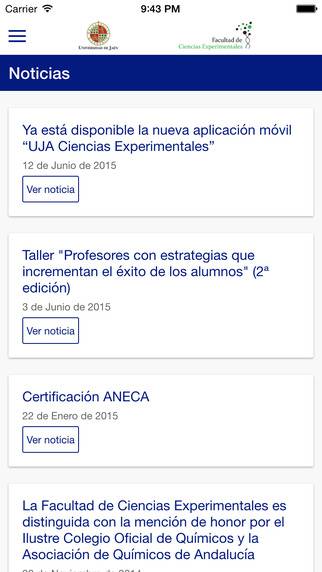 Carrier 9:43 PM
Universidad de Jaén
Facultad de
Ciencias Experimentales
Noticias
Ya está disponible la nueva aplicación móvil
“UJA Ciencias Experimentales”
12 de Junio de 2015
Ver noticia
Taller "Profesores con estrategias que
incrementan el éxito de los alumnos" (2ª
edición)
3 de Junio de 2015
Ver noticia
Certificación ANECA
22 de Enero de 2015
Ver noticia
La Facultad de Ciencias Experimentales es
distinguida con la mención de honor por el
Ilustre Colegio Oficial de Químicos y la
Asociación de Químicos de Andalucía
de Noviembre de 2014